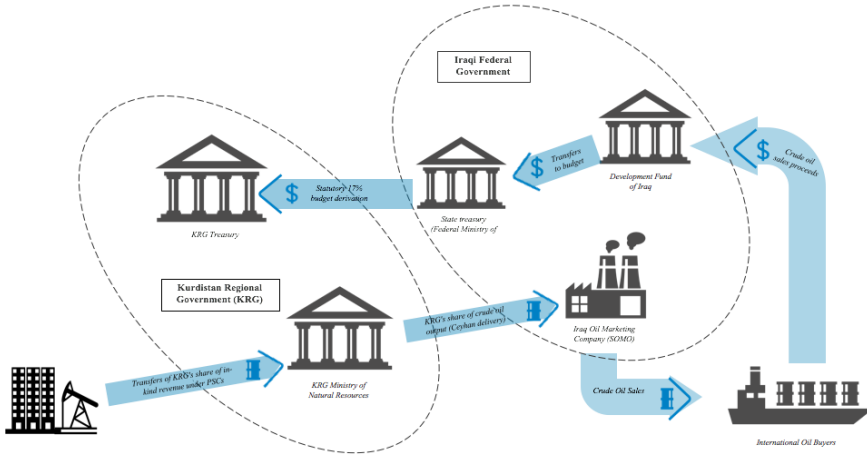 Iraqi Federal
Government
Crude oil
sales proceeds
$
Transfers
to budget
$
Development Fund
of Iraq
Statutory 17%
budget derivation
$
State treasury
(Federal Ministry of
KRG Treasury
Kurdistan Regional
Government (KRG)
KRG's share of crude oil
output (Ceyhan delivery)
Iraq Oil Marketing
Company (SOMO)
Transfers of KRG's share of in-
kind revenue under PSCs
KRG Ministry of
Natural Resources
Crude Oil Sales
International Oil Buyers